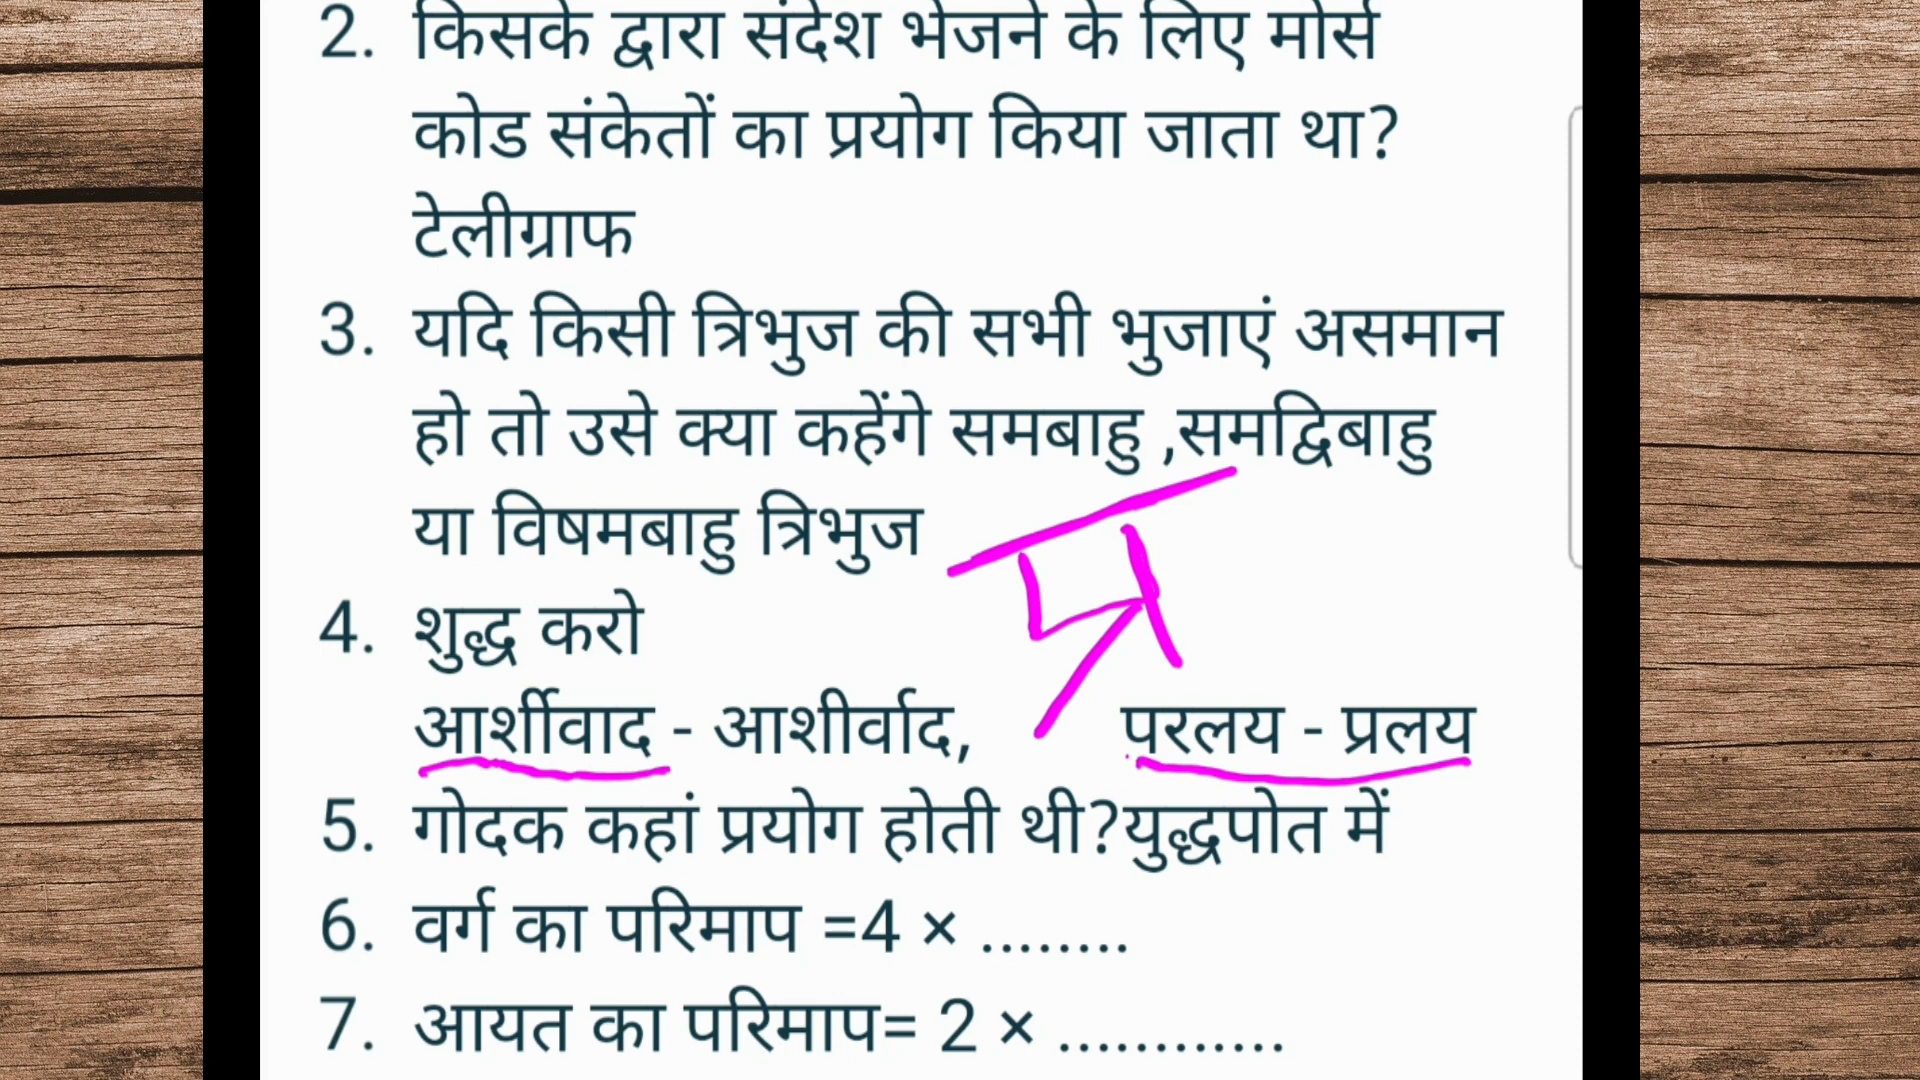 2. किसके द्वारा संदेश भेजने के लिए मोर्स
कोड संकेतों का प्रयोग किया जाता था?
टेलीग्राफ
3. यदि किसी त्रिभुज की सभी भुजाएं असमान
हो तो उसे क्या कहेंगे समबाहु ,समद्विबाहु
या विषमबाहु त्रिभुज
प्र
4. शुद्ध करो
आर्शीवाद - आशीर्वाद, परलय - प्रलय
5. गोदक कहां प्रयोग होती थी?युद्धपोत में
6. वर्ग का परिमाप =4 × ........
7. आयत का परिमाप= 2 × ............